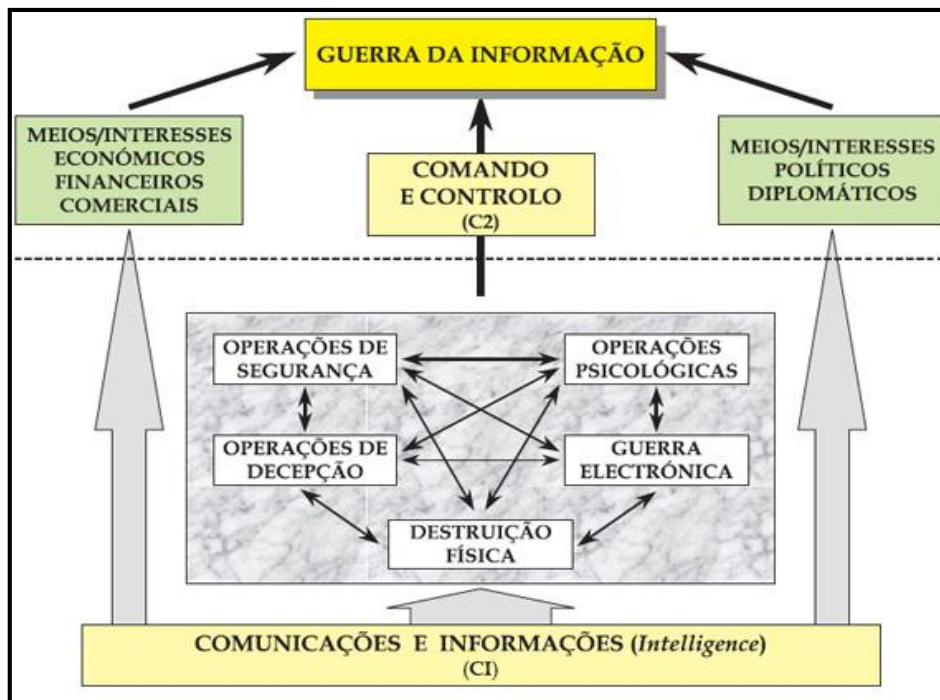 GUERRA DA INFORMAÇÃO
MEIOS/INTERESSES
ECONÓMICOS
FINANCEIROS
COMERCIAIS
COMANDO
E CONTROLO
(C2)
MEIOS/INTERESSES
POLÍTICOS
DIPLOMÁTICOS
OPERAÇÕES DE
SEGURANÇA
OPERAÇÕES
PSICOLÓGICAS
OPERAÇÕES DE
DECEPÇÃO
GUERRA
ELECTRÓNICA
DESTRUIÇÃO
FÍSICA
COMUNICAÇÕES E INFORMAÇÕES (Intelligence)
(CI)